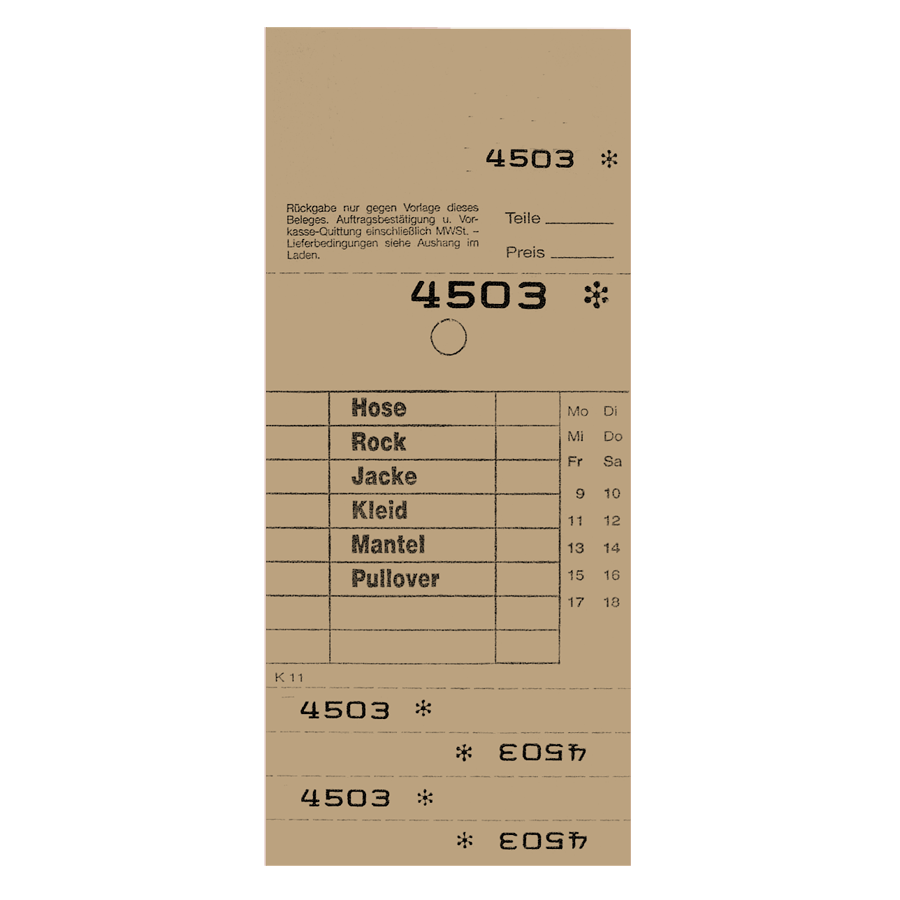 4503 *
Rückgabe nur gegen Vorlage dieses
Beleges. Auftragsbestätigung u. Vor-
kasse-Quittung einschließlich MWSt. –
Lieferbedingungen siehe Aushang im
Laden.
Teile
Preis
4503 *
Hose
Rock
Jacke
Kleid
Mantel
Pullover
Mo Di
Mi Do
Fr Sa
9 10
11 12
13 14
15 16
17 18
K 11
4503 *
4503 *
4503 *
4503 *